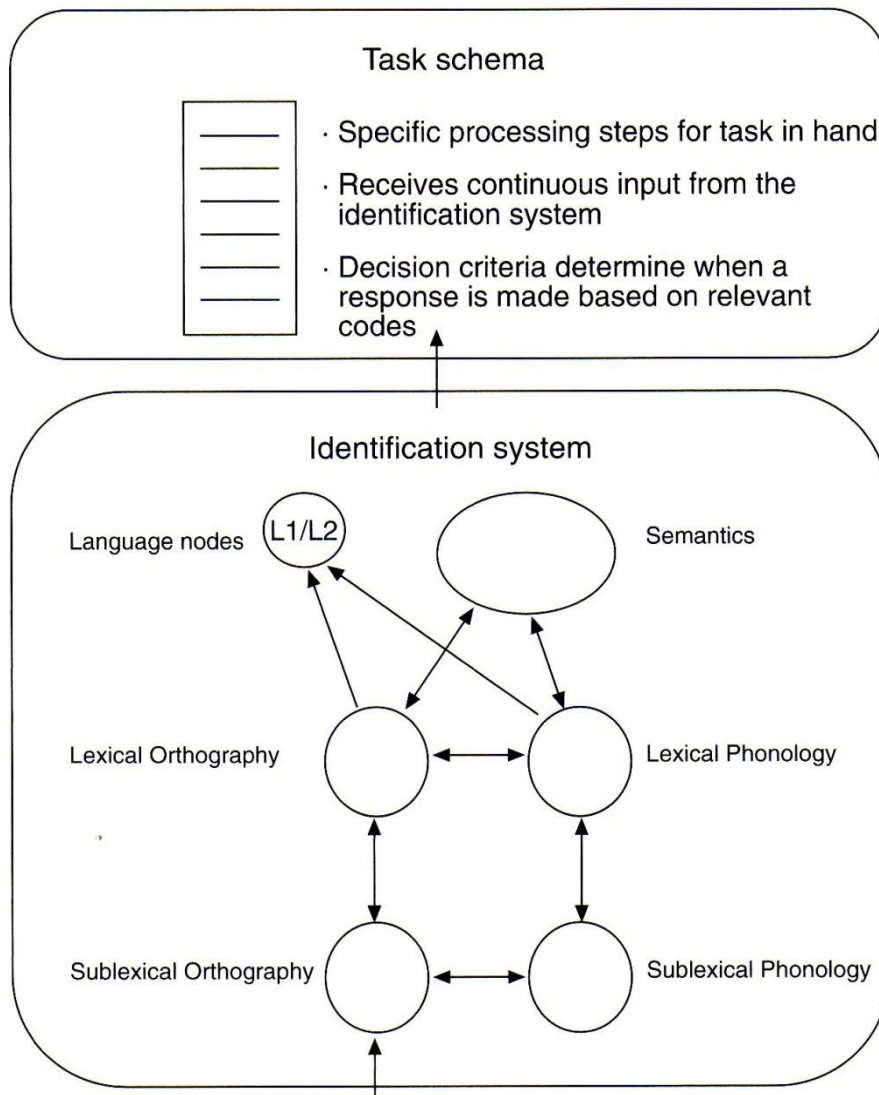 Task schema
· Specific processing steps for task in hand
· Receives continuous input from the
identification system
· Decision criteria determine when a
response is made based on relevant
codes
Identification system
Language nodes
L1/L2
Semantics
Lexical Orthography
Lexical Phonology
Sublexical Orthography
Sublexical Phonology